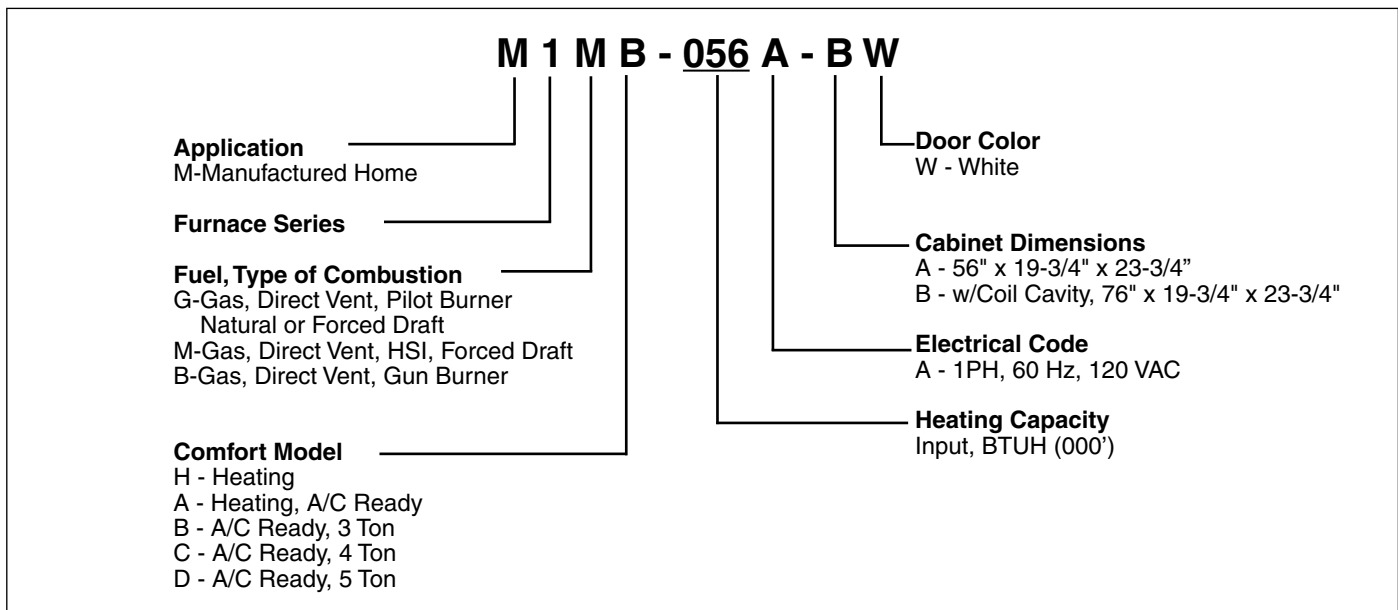 M 1 M B - 056 A - B W
Application
M-Manufactured Home
Furnace Series
Fuel, Type of Combustion
G-Gas, Direct Vent, Pilot Burner
Natural or Forced Draft
M-Gas, Direct Vent, HSI, Forced Draft
B-Gas, Direct Vent, Gun Burner
Comfort Model
H - Heating
A - Heating, A/C Ready
B - A/C Ready, 3 Ton
C - A/C Ready, 4 Ton
D - A/C Ready, 5 Ton
Door Color
W - White
Cabinet Dimensions
A - 56" x 19-3/4" x 23-3/4”
B - w/Coil Cavity, 76" x 19-3/4" x 23-3/4"
Electrical Code
A - 1PH, 60 Hz, 120 VAC
Heating Capacity
Input, BTUH (000’)